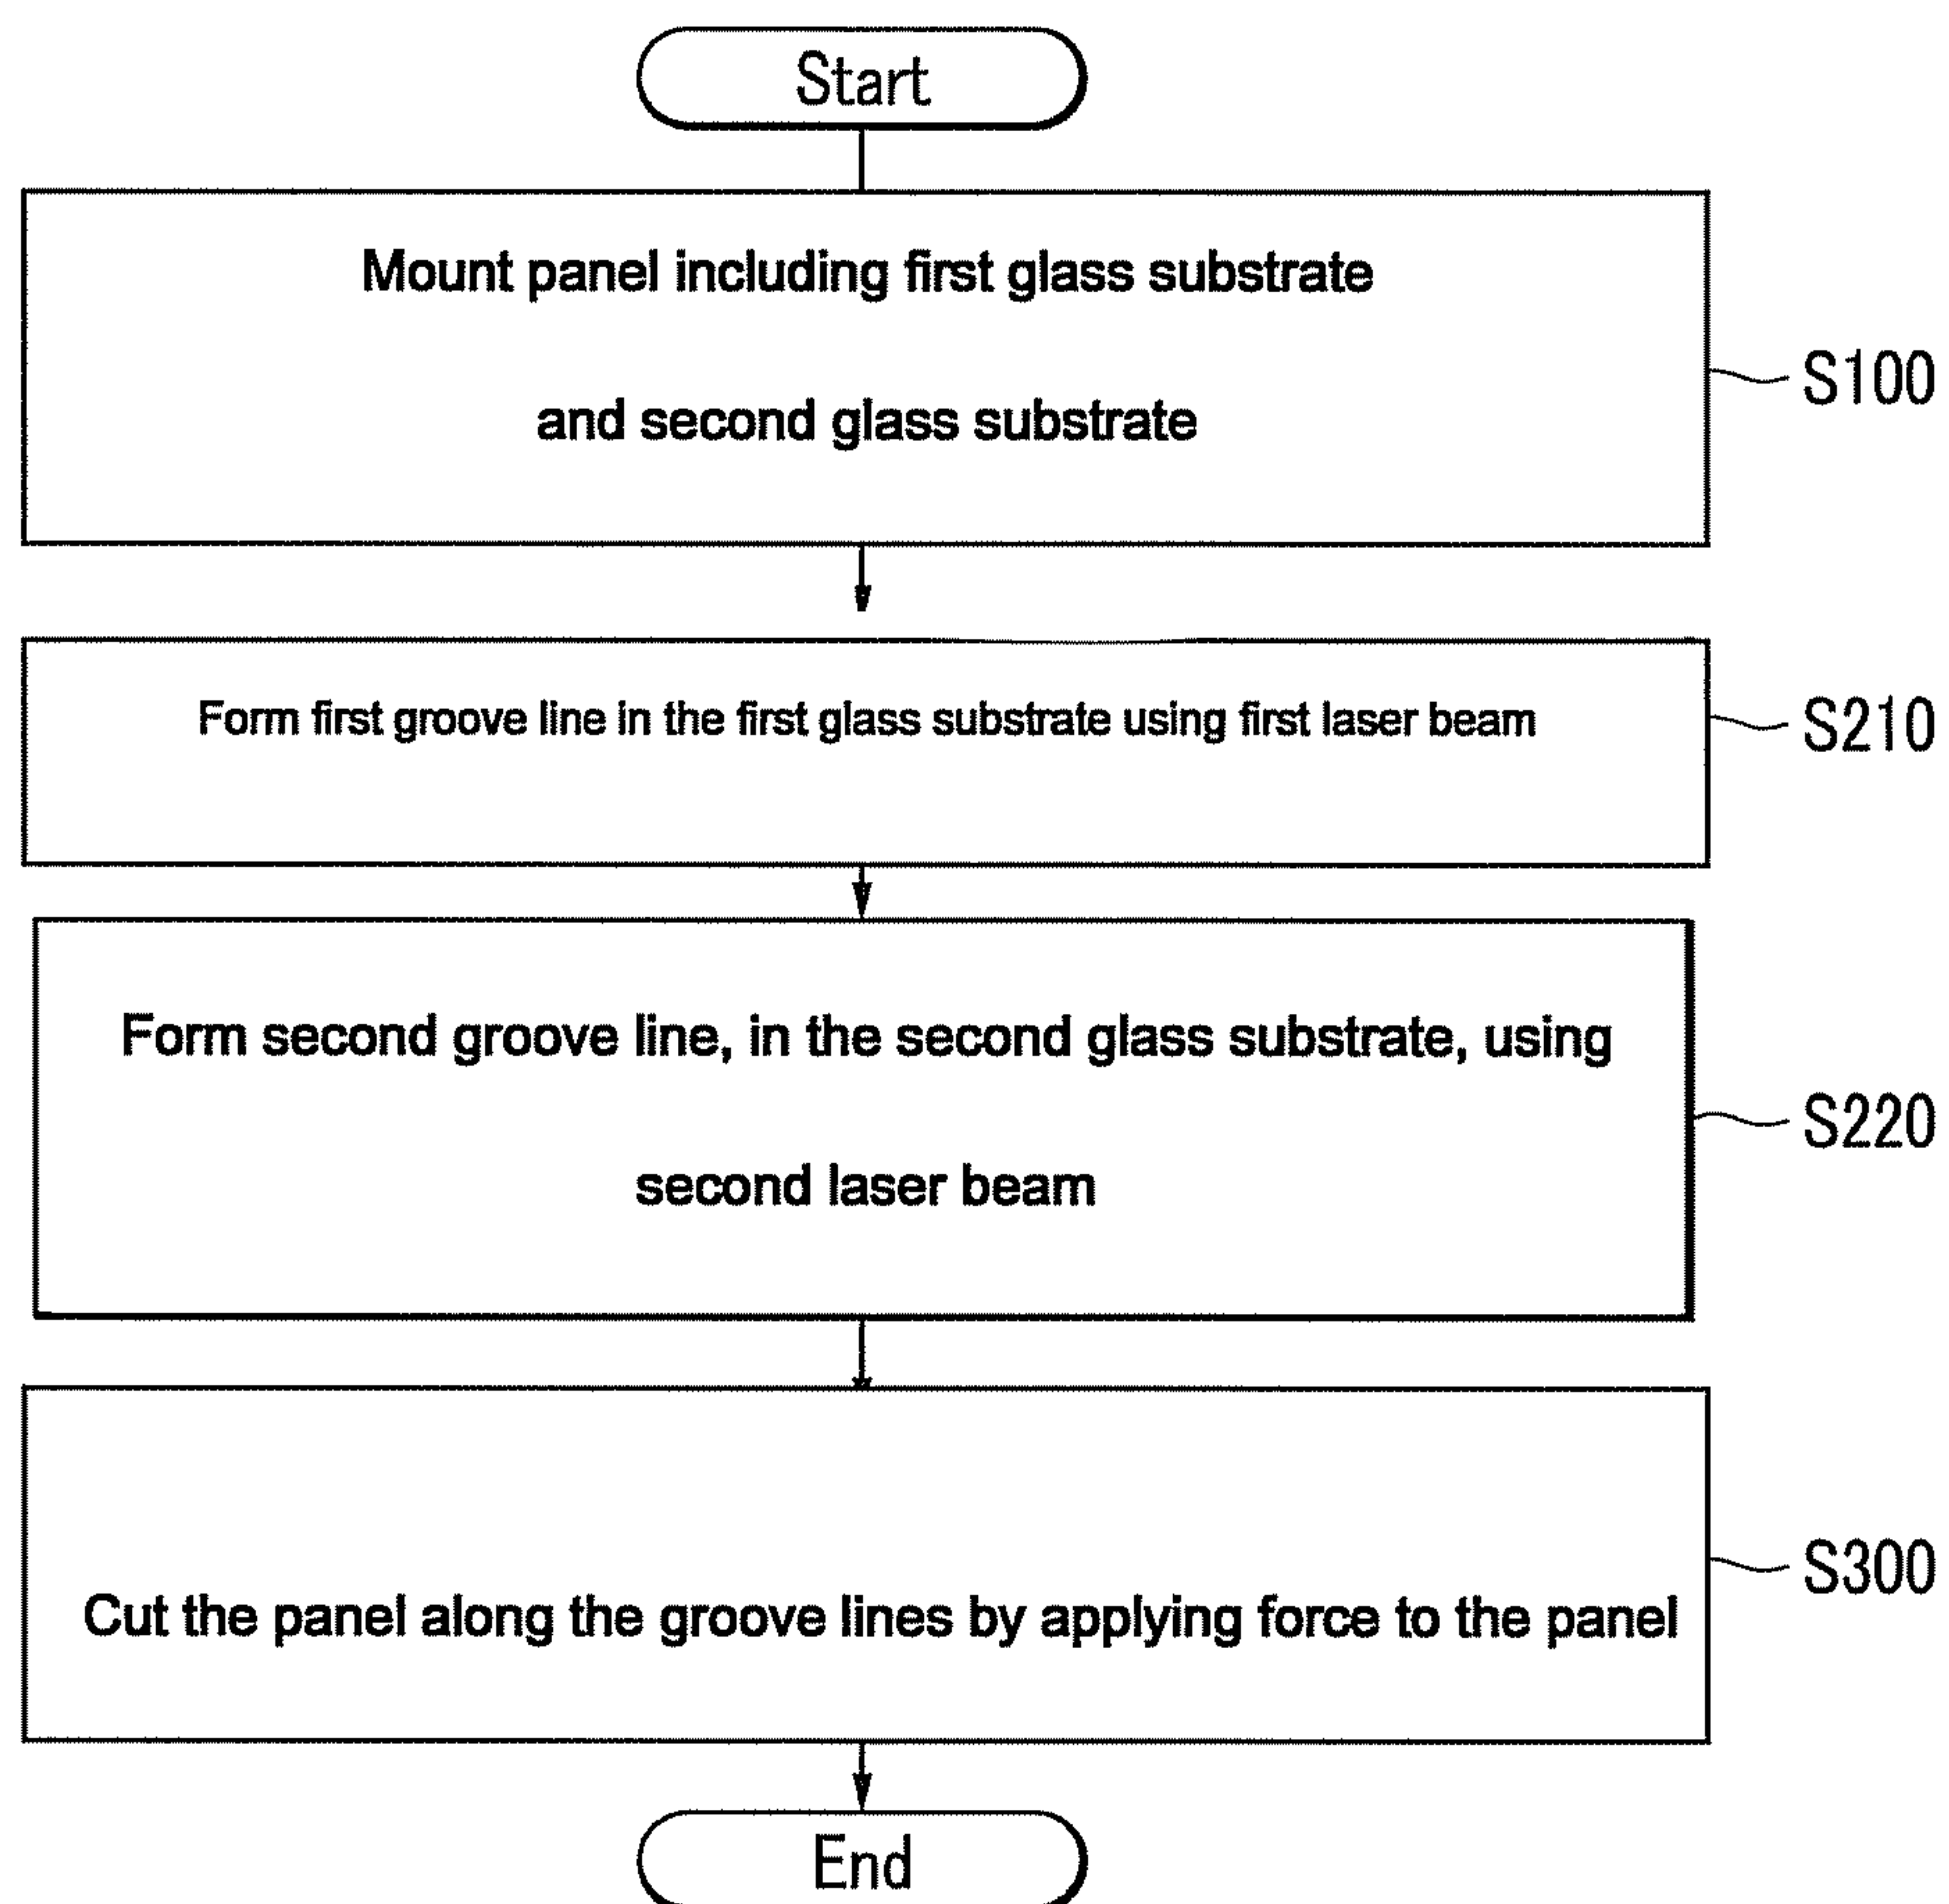 Start
Mount panel including first glass substrate
and second glass substrate
S100
Form first groove line in the first glass substrate using first laser beam
S210
Form second groove line, in the second glass substrate, using
second laser beam
S220
Cut the panel along the groove lines by applying force to the panel
S300
End